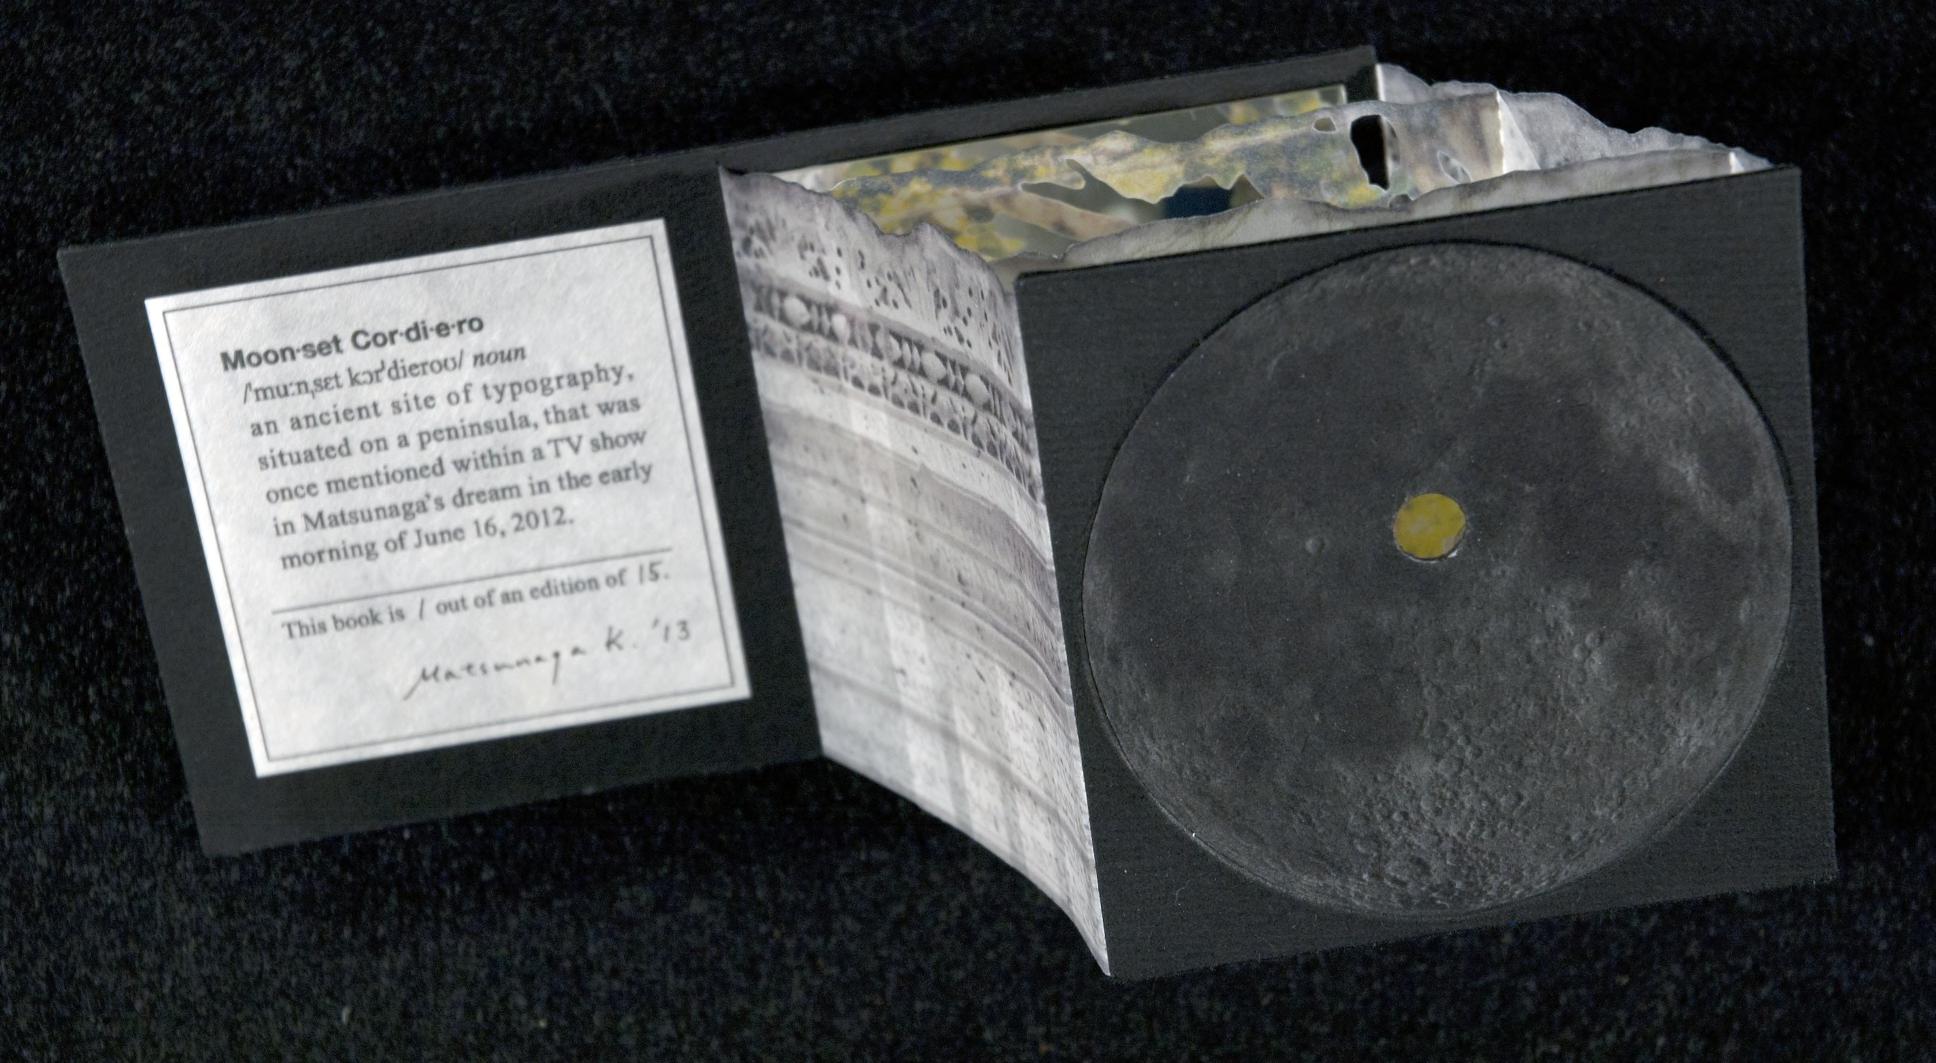 Moon·set Cor·di·e·ro
/ˈmuːnˌsɛt kɔrˈdieroʊ/ noun
an ancient site of typography,
situated on a peninsula, that was
once mentioned within a TV show
in Matsunaga's dream in the early
morning of June 16, 2012.
This book is 1 out of an edition of 15.
Matsunaga K. '13